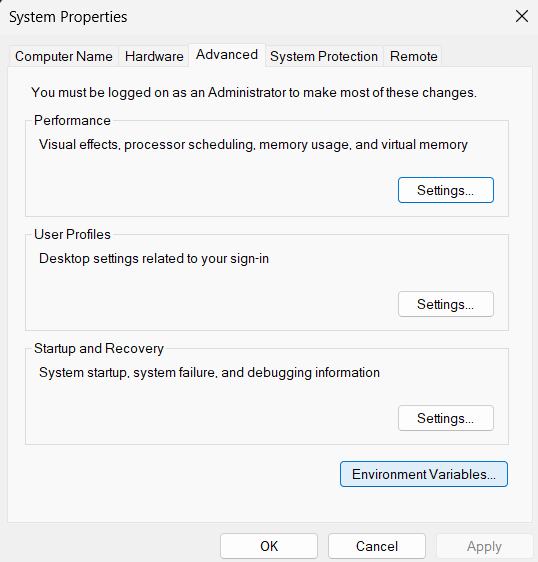 System Properties
Computer Name Hardware Advanced System Protection Remote
You must be logged on as an Administrator to make most of these changes.
Performance
Visual effects, processor scheduling, memory usage, and virtual memory
Settings...
User Profiles
Desktop settings related to your sign-in
Settings...
Startup and Recovery
System startup, system failure, and debugging information
Settings...
Environment Variables...
OK Cancel Apply